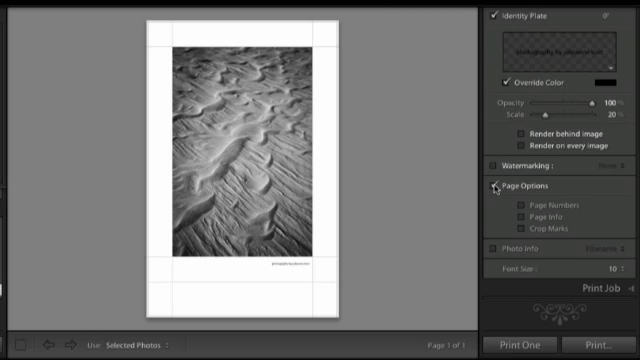 Identity Plate 0°
Override Color
Opacity 100 %
Scale 20 %
Render behind image
Render on every image
Watermarking :
Page Options
Page Numbers
Page Info
Crop Marks
Photo Info
Font Size : 10
Print Job
Use: Selected Photos
Page 1 of 1
Print One
Print...